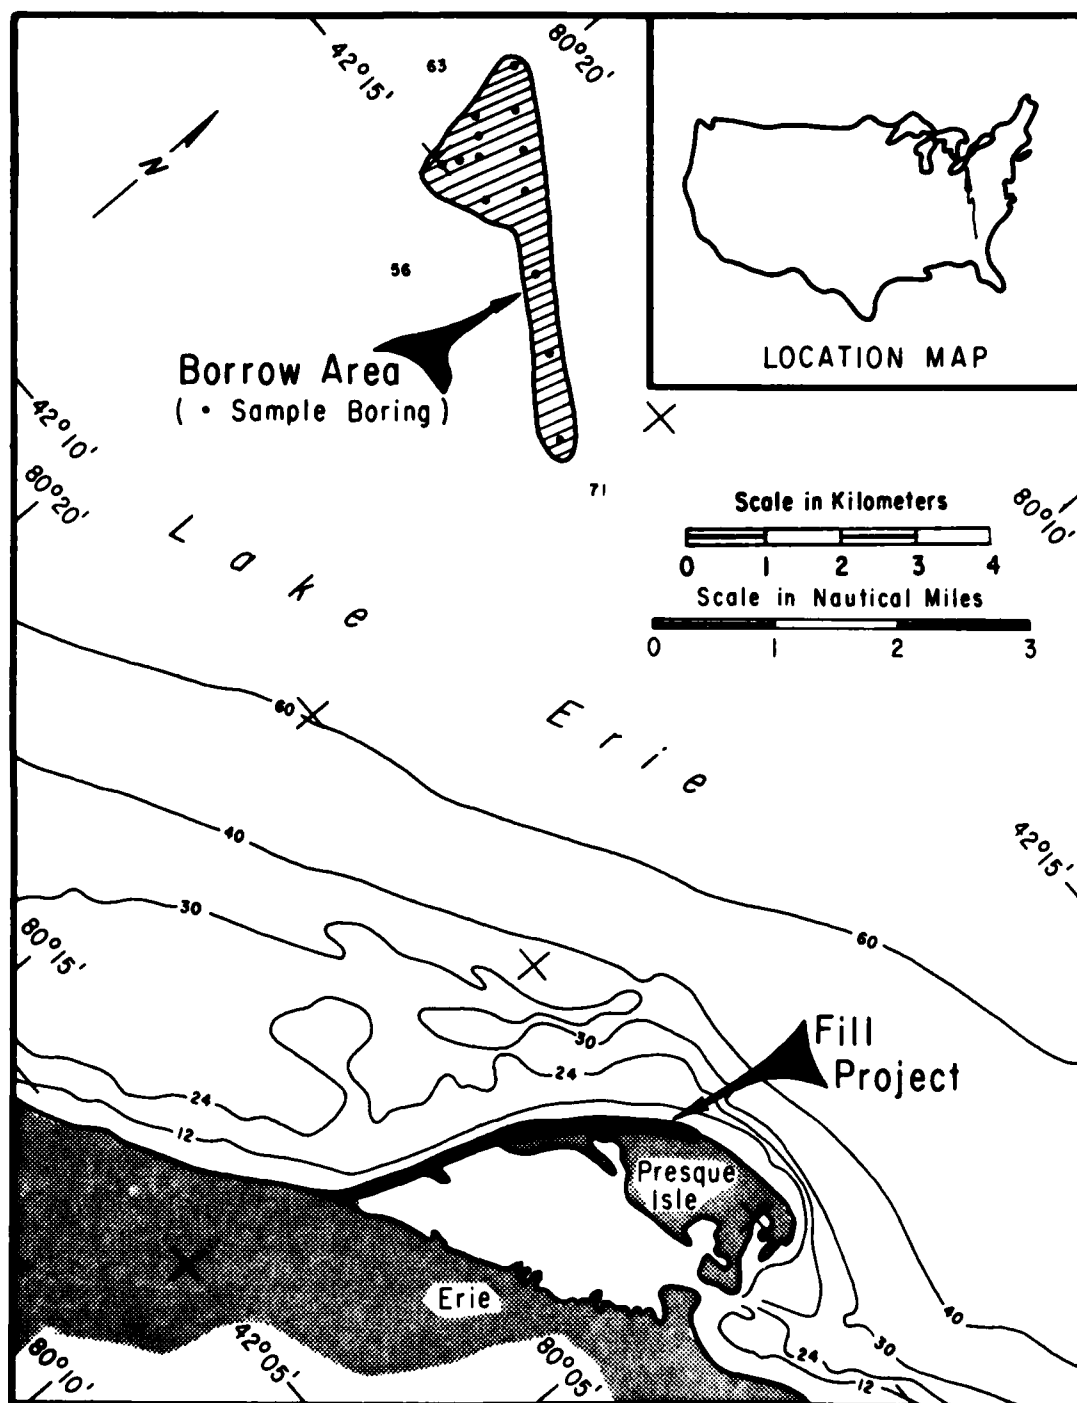 42°15'
63
80°20'
N
LOCATION MAP
56
Borrow Area
( • Sample Boring )
42°10'
80°20'
71
80°10'
Scale in Kilometers
0 1 2 3 4
Scale in Nautical Miles
0 1 2 3
Lake
Erie
60
40
42°15'
30
60
80°15'
Fill
Project
30
24
24
12
Presque
Isle
Erie
40
30
24
12
80°10'
42°05'
80°05'